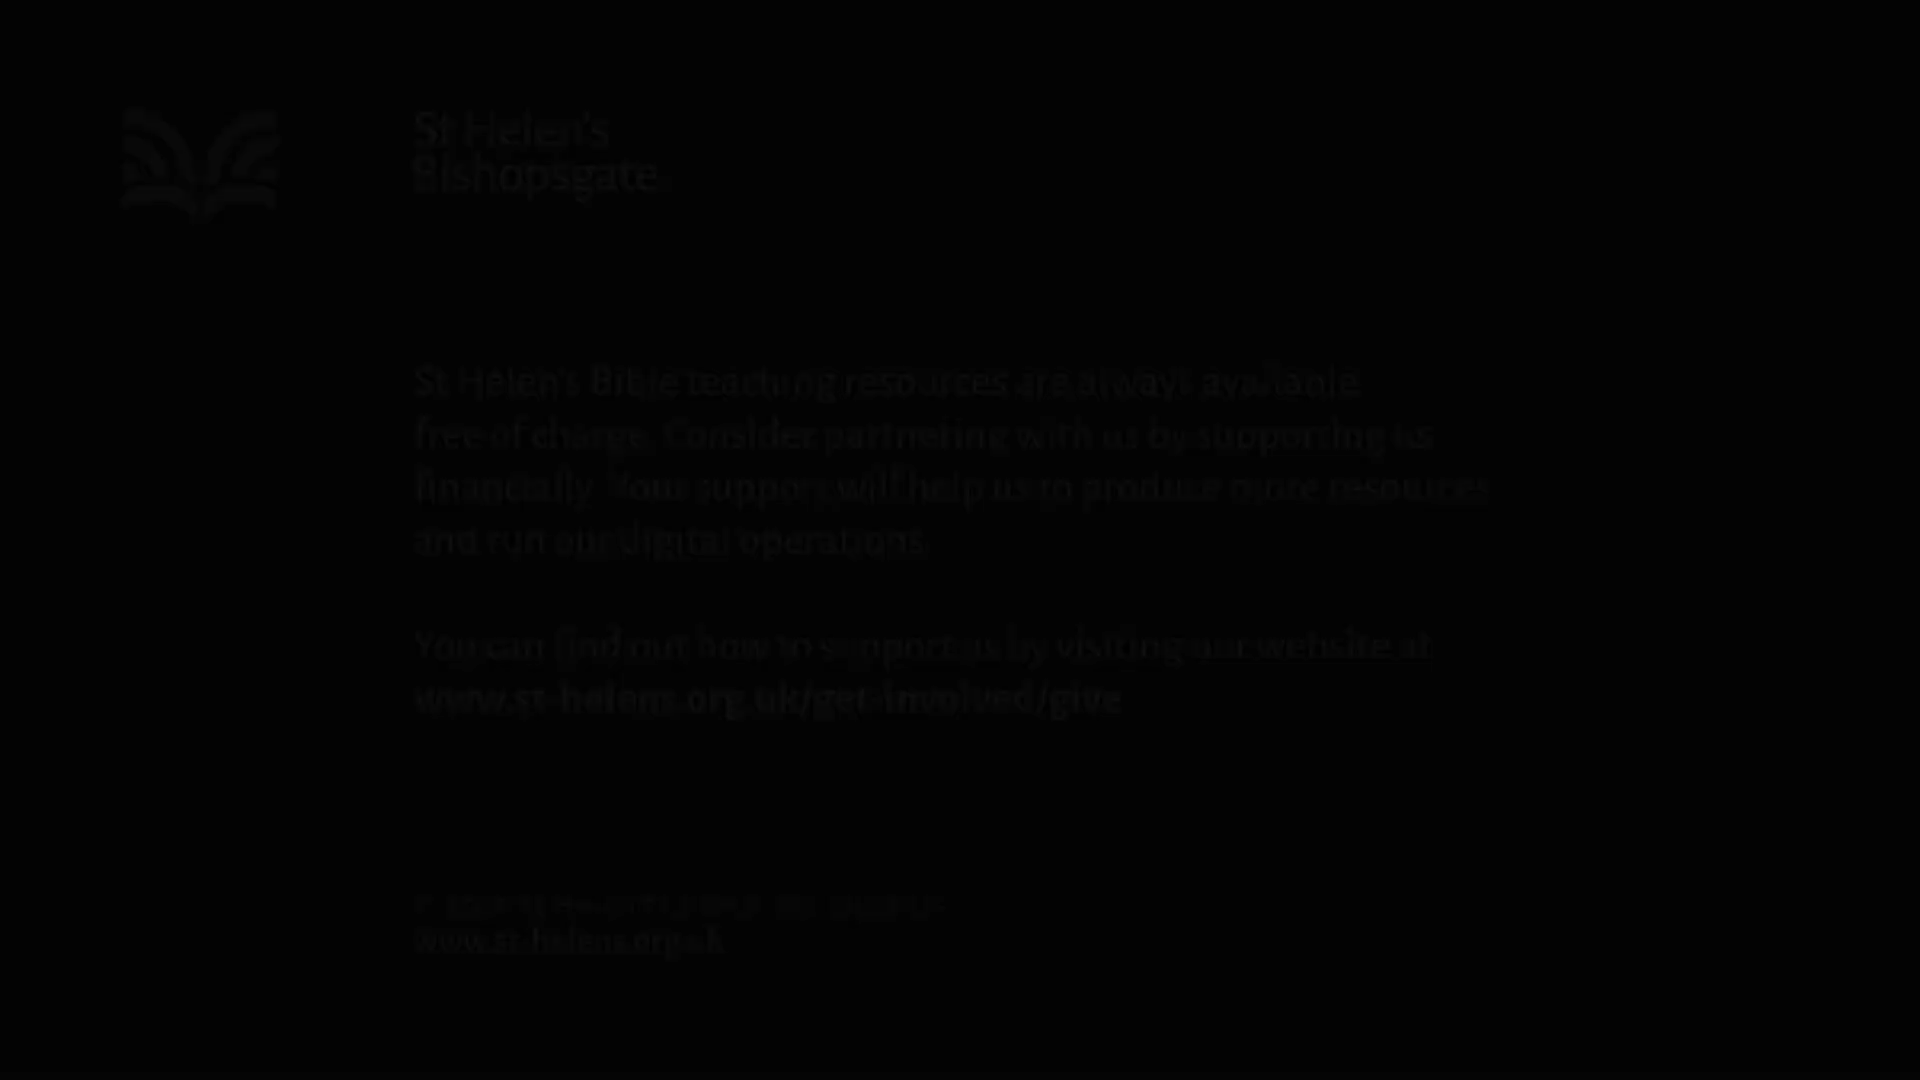 St Helen's
Bishopsgate
St Helen's Bible teaching resources are always available
free of charge. Consider partnering with us by supporting us
financially. Your support will help us to produce more resources
and run our digital operations.
You can find out how to support us by visiting our website at
www.st-helens.org.uk/get-involved/give
www.st-helens.org.uk